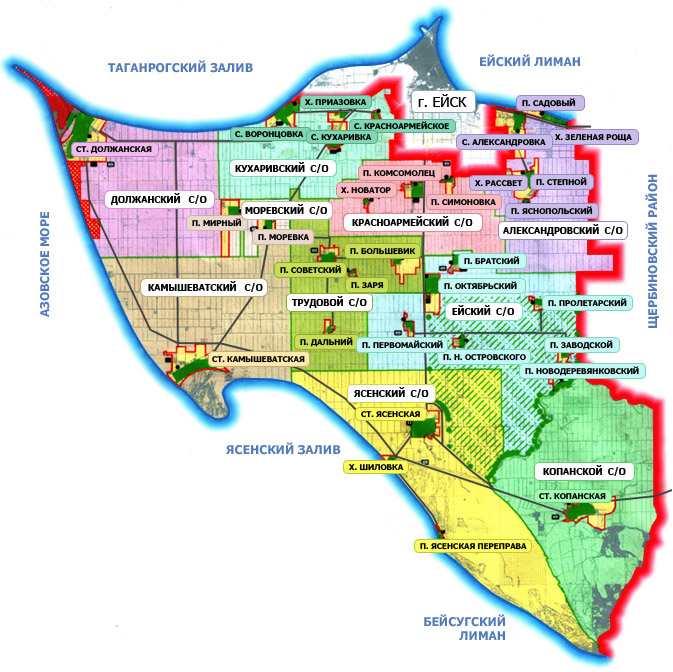 ЕЙСКИЙ ЛИМАН
ТАГАНРОГСКИЙ ЗАЛИВ
Х. ПРИАЗОВКА
г. ЕЙСК
П. САДОВЫЙ
С. КРАСНОАРМЕЙСКОЕ
С. ВОРОНЦОВКА
С. КУХАРИВКА
Х. ЗЕЛЕНАЯ РОЩА
С. АЛЕКСАНДРОВКА
СТ. ДОЛЖАНСКАЯ
КУХАРИВСКИЙ С/О
П. КОМСОМОЛЕЦ
Х. РАССВЕТ
П. СТЕПНОЙ
Х. НОВАТОР
ДОЛЖАНСКИЙ С/О
П. СИМОНОВКА
МОРЕВСКИЙ С/О
П. ЯСНОПОЛЬСКИЙ
П. МИРНЫЙ
КРАСНОАРМЕЙСКИЙ С/О
АЛЕКСАНДРОВСКИЙ С/О
П. МОРЕВКА
ЩЕРБИНОВСКИЙ РАЙОН
АЗОВСКОЕ МОРЕ
П. БОЛЬШЕВИК
П. БРАТСКИЙ
П. СОВЕТСКИЙ
П. ЗАРЯ
П. ОКТЯБРЬСКИЙ
КАМЫШЕВАТСКИЙ С/О
ТРУДОВОЙ С/О
П. ПРОЛЕТАРСКИЙ
ЕЙСКИЙ С/О
П. ДАЛЬНИЙ
П. ПЕРВОМАЙСКИЙ
П. ЗАВОДСКОЙ
СТ. КАМЫШЕВАТСКАЯ
П. Н. ОСТРОВСКОГО
П. НОВОДЕРЕВЯНКОВСКИЙ
ЯСЕНСКИЙ С/О
СТ. ЯСЕНСКАЯ
ЯСЕНСКИЙ ЗАЛИВ
Х. ШИЛОВКА
КОПАНСКОЙ С/О
СТ. КОПАНСКАЯ
П. ЯСЕНСКАЯ ПЕРЕПРАВА
БЕЙСУГСКИЙ
ЛИМАН